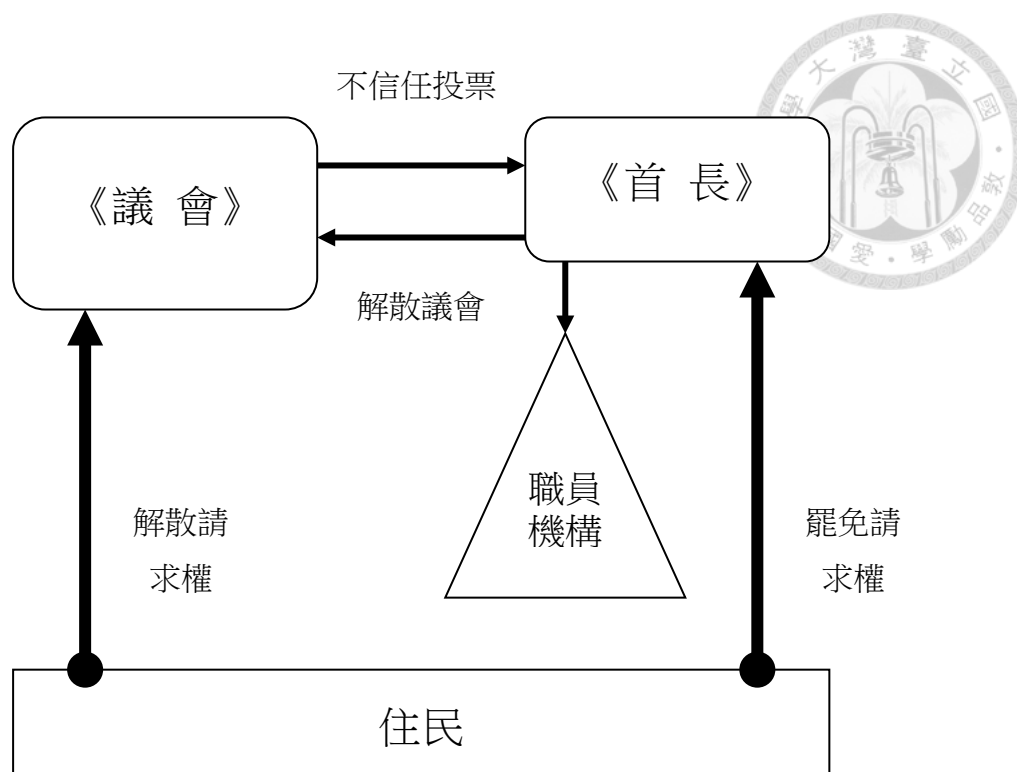 不信任投票
《議 會》
《首 長》
解散議會
職員
機構
解散請
求權
罷免請
求權
住民